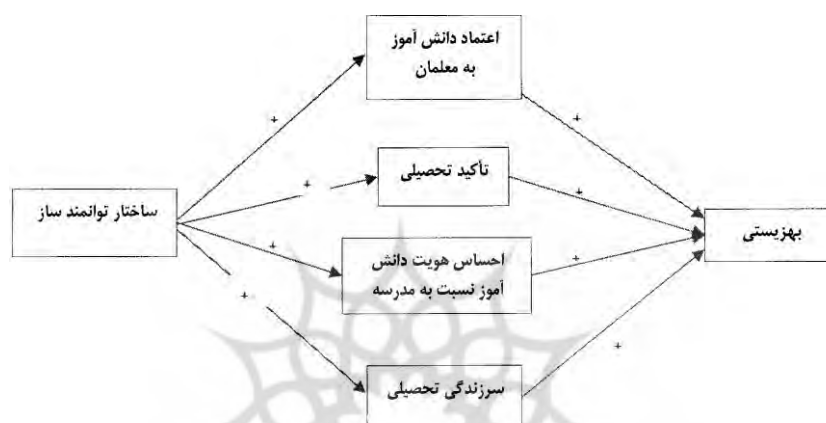 اعتماد دانش آموز
به معلمان
+
+
تأکید تحصیلی
+
+
ساختار توانمند ساز
بهزیستی
+
احساس هویت دانش
آموز نسبت به مدرسه
+
+
+
سرزندگی تحصیلی